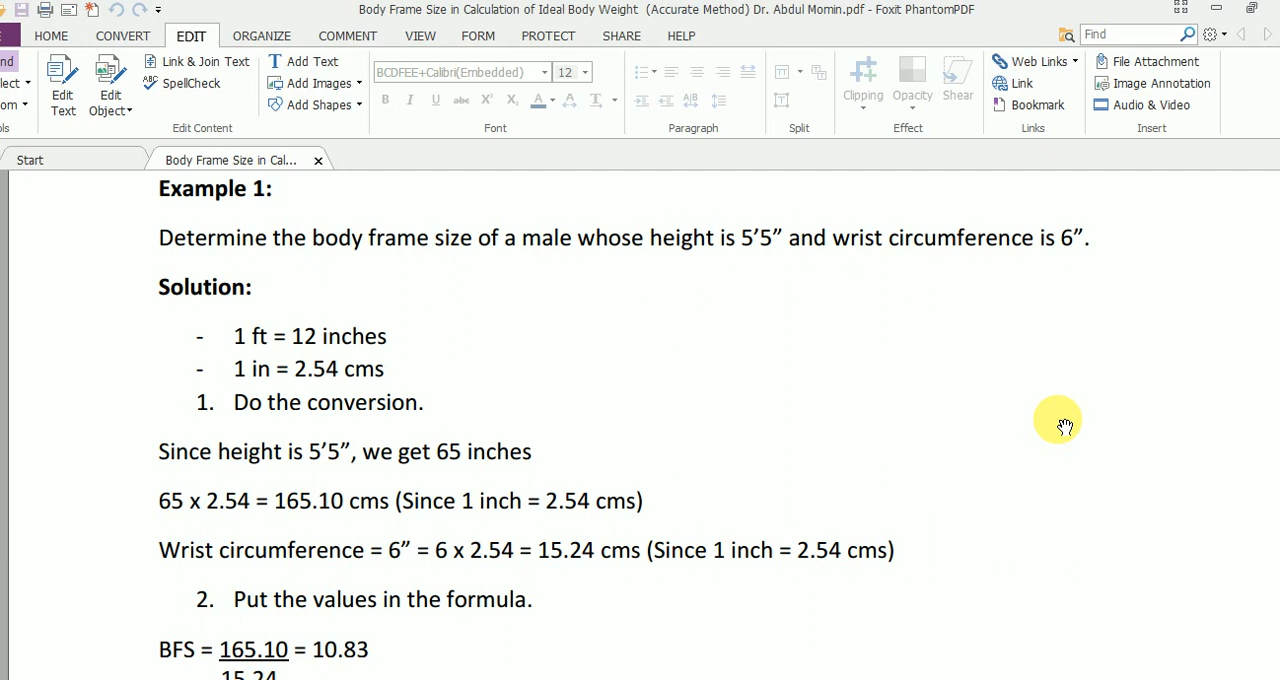 Body Frame Size in Calculation of Ideal Body Weight (Accurate Method) Dr. Abdul Momin.pdf - Foxit PhantomPDF
HOME CONVERT EDIT ORGANIZE COMMENT VIEW FORM PROTECT SHARE HELP Find
Link & Join Text
SpellCheck
Edit Text
Edit Object
Edit Content
Add Text
Add Images
Add Shapes
BCDFEE+Calibri(Embedded) 12
B I U abc X² X₂ A
Font
Paragraph
Split
Clipping Opacity Shear
Effect
Web Links
Link
Bookmark
Links
File Attachment
Image Annotation
Audio & Video
Insert
Start Body Frame Size in Cal...
Example 1:
Determine the body frame size of a male whose height is 5’5” and wrist circumference is 6”.
Solution:
- 1 ft = 12 inches
- 1 in = 2.54 cms
1. Do the conversion.
Since height is 5’5”, we get 65 inches
65 x 2.54 = 165.10 cms (Since 1 inch = 2.54 cms)
Wrist circumference = 6” = 6 x 2.54 = 15.24 cms (Since 1 inch = 2.54 cms)
2. Put the values in the formula.
BFS = 165.10 = 10.83
15.24